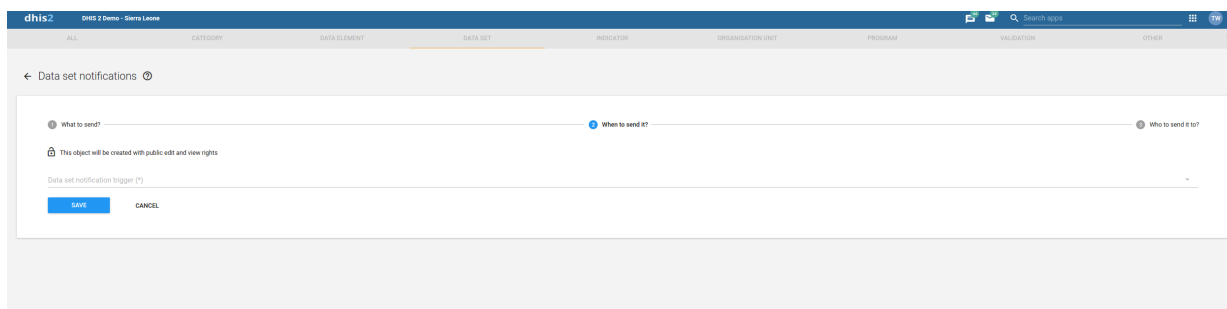 dhis2 DHIS 2 Demo - Sierra Leone Search apps TW
ALL CATEGORY DATA ELEMENT DATA SET INDICATOR ORGANISATION UNIT PROGRAM VALIDATION OTHER
Data set notifications
1 What to send? 2 When to send it? 3 Who to send it to?
This object will be created with public edit and view rights
Data set notification trigger (*)
SAVE CANCEL